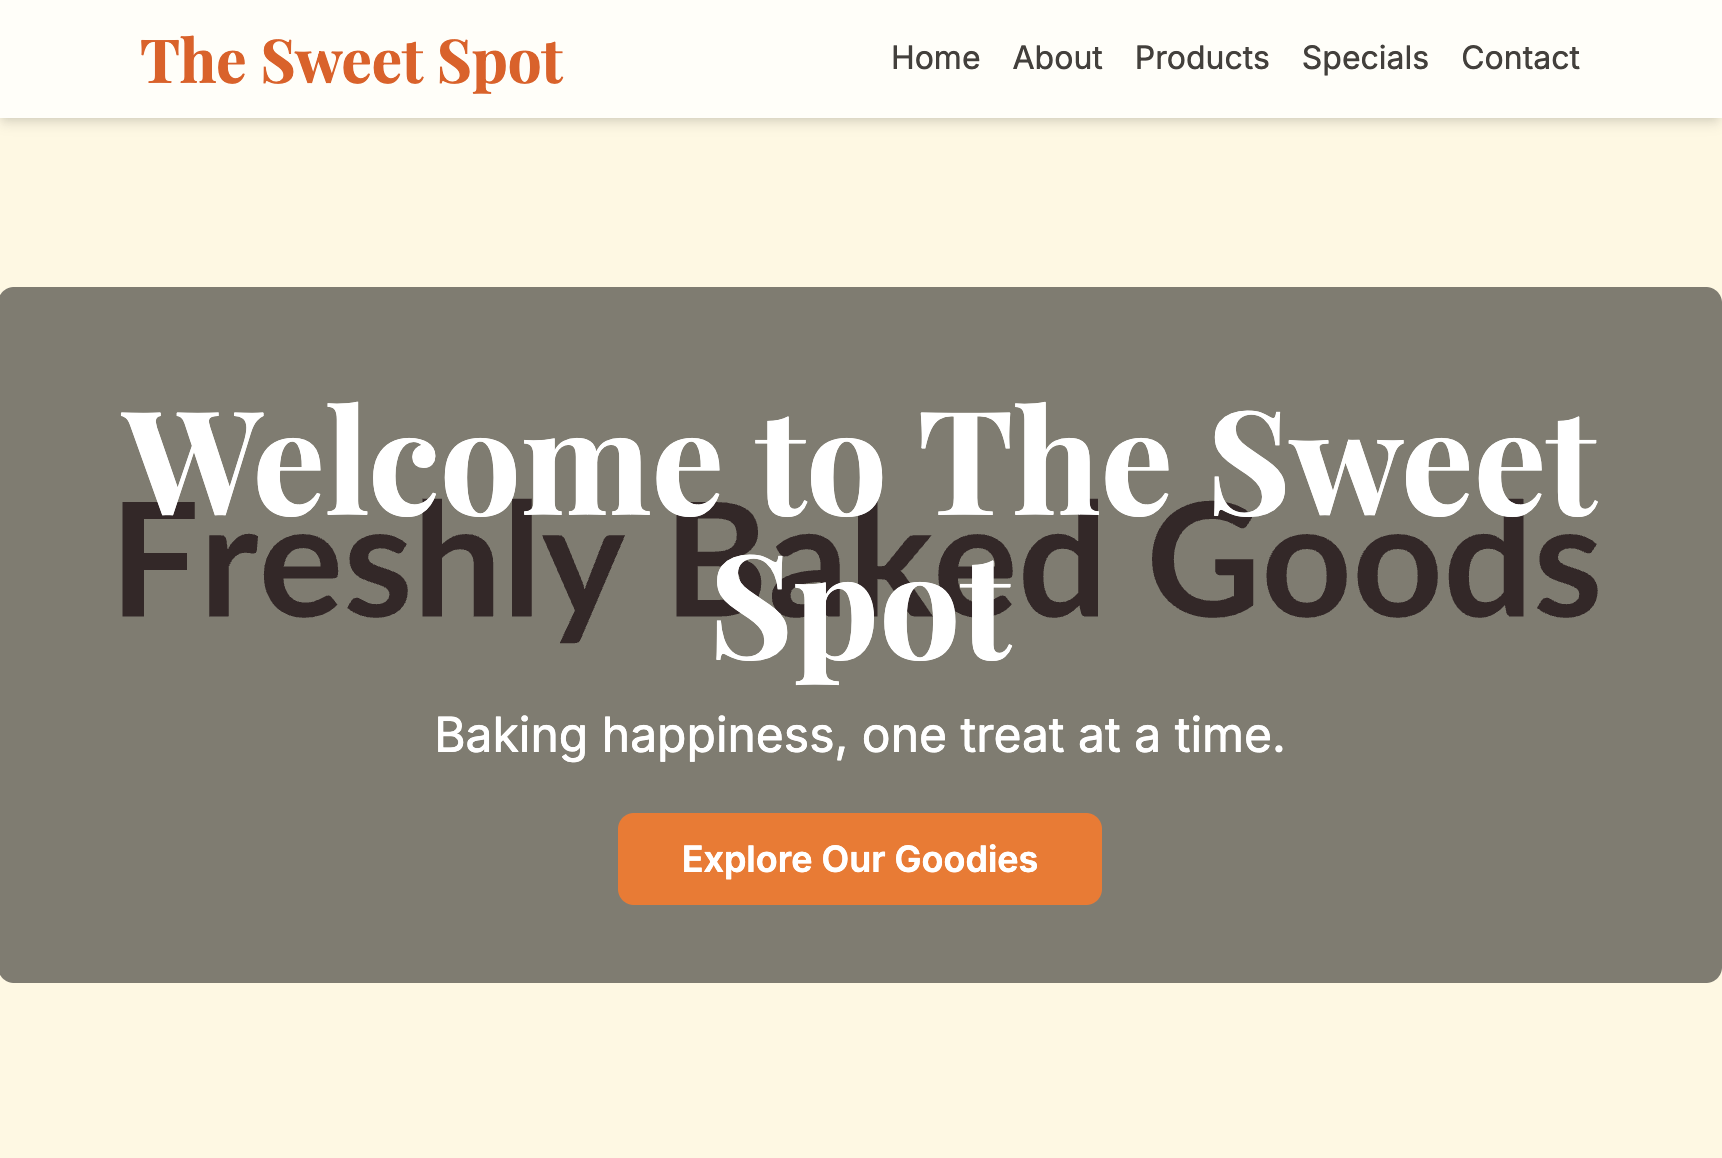 The Sweet Spot
Home About Products Specials Contact
Welcome to The Sweet
Spot
Freshly Baked Goods
Baking happiness, one treat at a time.
Explore Our Goodies